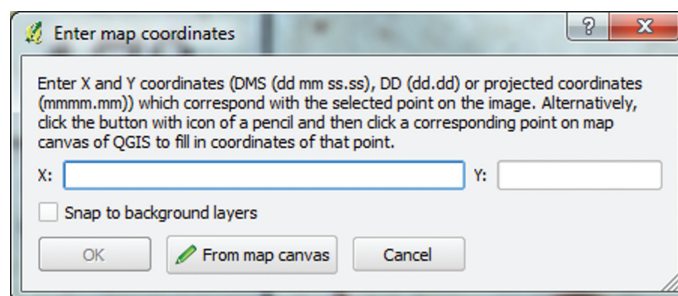 Enter map coordinates
Enter X and Y coordinates (DMS (dd mm ss.ss), DD (dd.dd) or projected coordinates
(mmmm.mm)) which correspond with the selected point on the image. Alternatively,
click the button with icon of a pencil and then click a corresponding point on map
canvas of QGIS to fill in coordinates of that point.
X: Y:
Snap to background layers
OK From map canvas Cancel